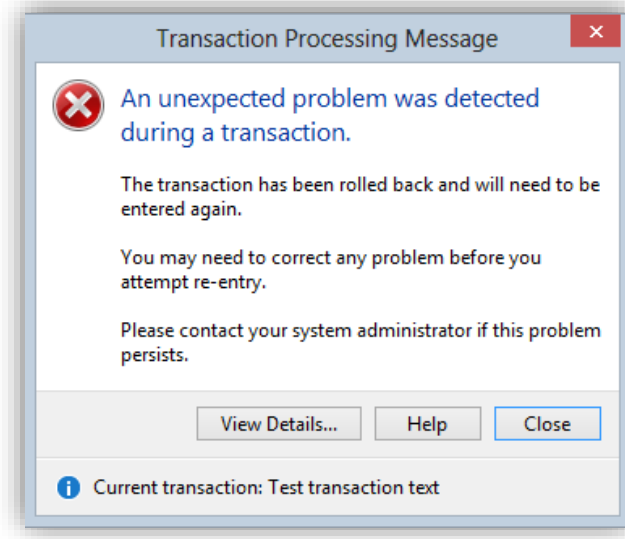 Transaction Processing Message
An unexpected problem was detected
during a transaction.
The transaction has been rolled back and will need to be
entered again.
You may need to correct any problem before you
attempt re-entry.
Please contact your system administrator if this problem
persists.
View Details... Help Close
Current transaction: Test transaction text